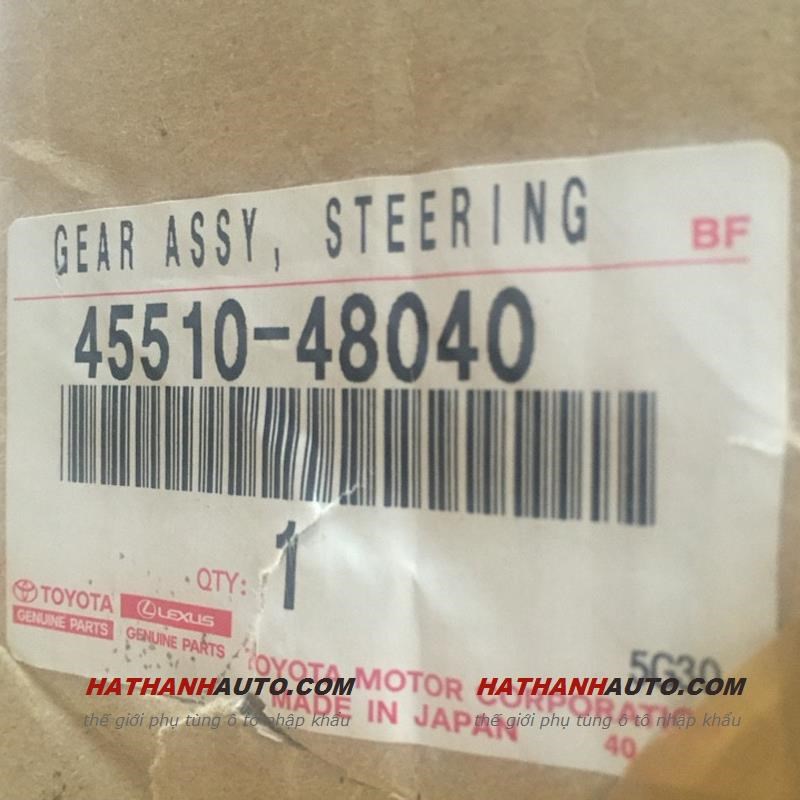 GEAR ASSY, STEERING
BF
45510-48040
QTY: 1
TOYOTA
GENUINE PARTS
LEXUS
GENUINE PARTS
5G30
TOYOTA MOTOR CORPORATION
MADE IN JAPAN
40
HATHANHAUTO.COM
thế giới phụ tùng ô tô nhập khẩu
HATHANHAUTO.COM
thế giới phụ tùng ô tô nhập khẩu